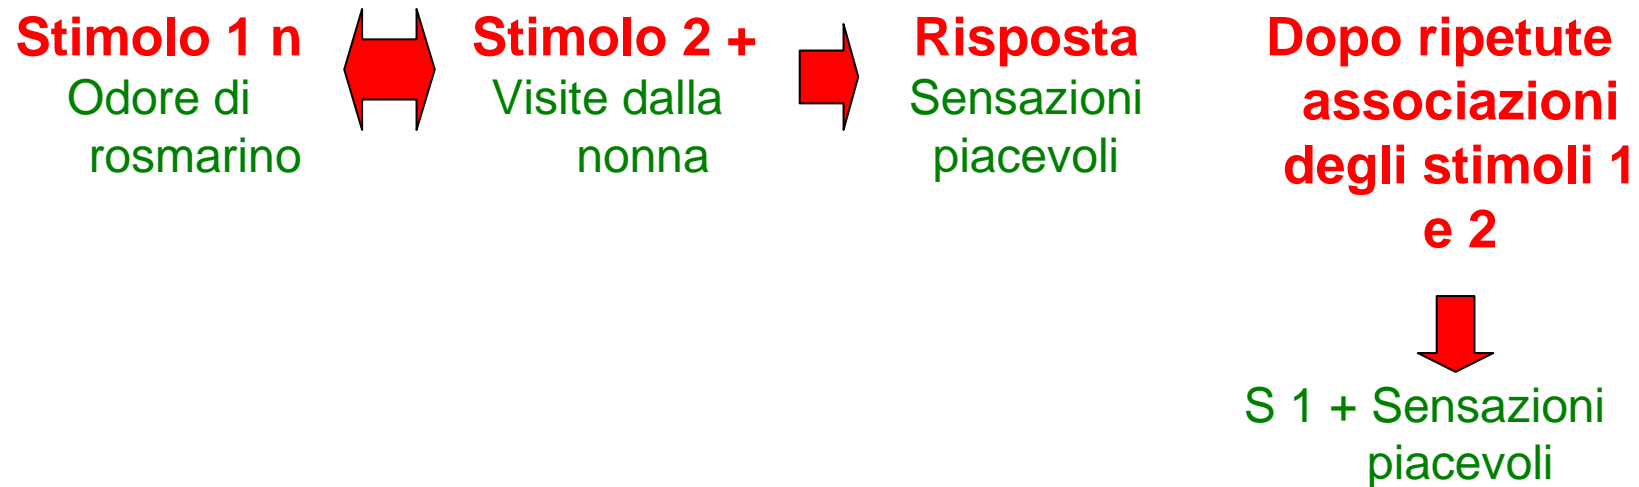 Stimolo 1 n
Odore di
rosmarino
Stimolo 2 +
Visite dalla
nonna
Risposta
Sensazioni
piacevoli
Dopo ripetute
associazioni
degli stimoli 1
e 2
S 1 + Sensazioni
piacevoli